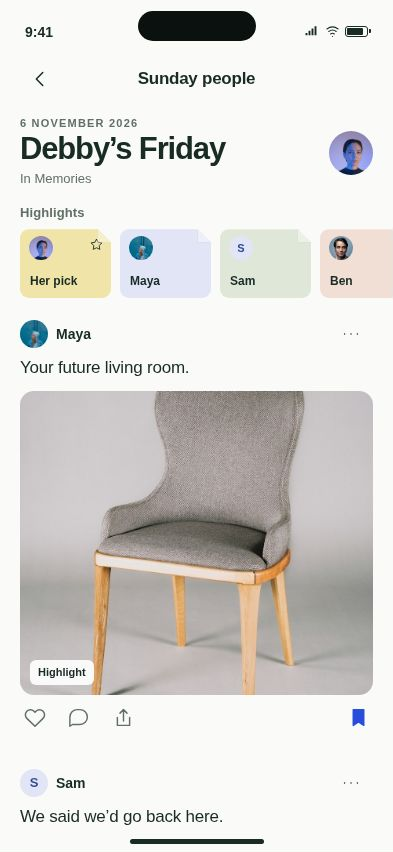 9:41
Sunday people
6 NOVEMBER 2026
Debby’s Friday
In Memories
Highlights
Her pick
Maya
S
Sam
Ben
Maya
Your future living room.
Highlight
S
Sam
We said we’d go back here.